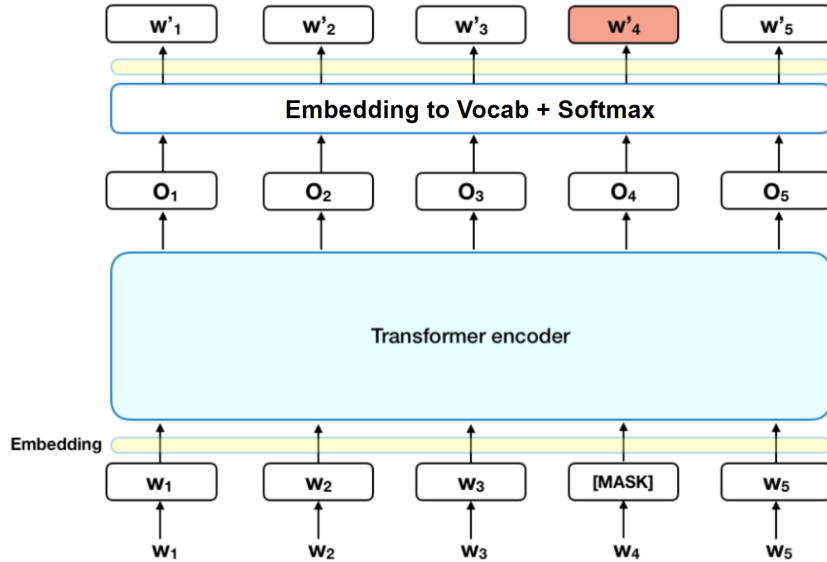 w'₁ w'₂ w'₃ w'₄ w'₅
Embedding to Vocab + Softmax
O₁ O₂ O₃ O₄ O₅
Transformer encoder
Embedding
W₁ W₂ W₃ [MASK] W₅
W₁ W₂ W₃ W₄ W₅